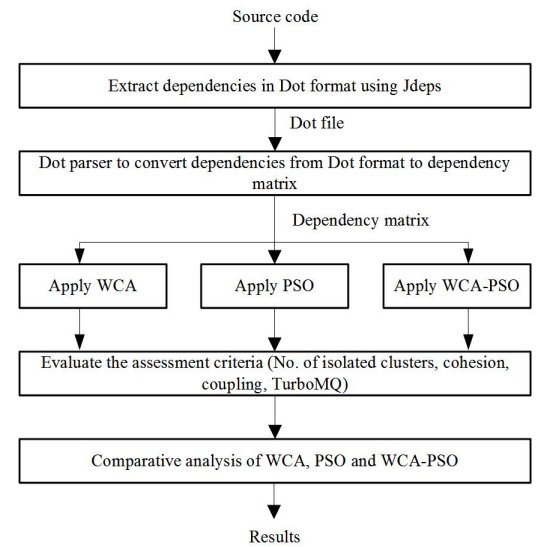 Source code
Extract dependencies in Dot format using Jdeps
Dot file
Dot parser to convert dependencies from Dot format to dependency
matrix
Dependency matrix
Apply WCA
Apply PSO
Apply WCA-PSO
Evaluate the assessment criteria (No. of isolated clusters, cohesion,
coupling, TurboMQ)
Comparative analysis of WCA, PSO and WCA-PSO
Results